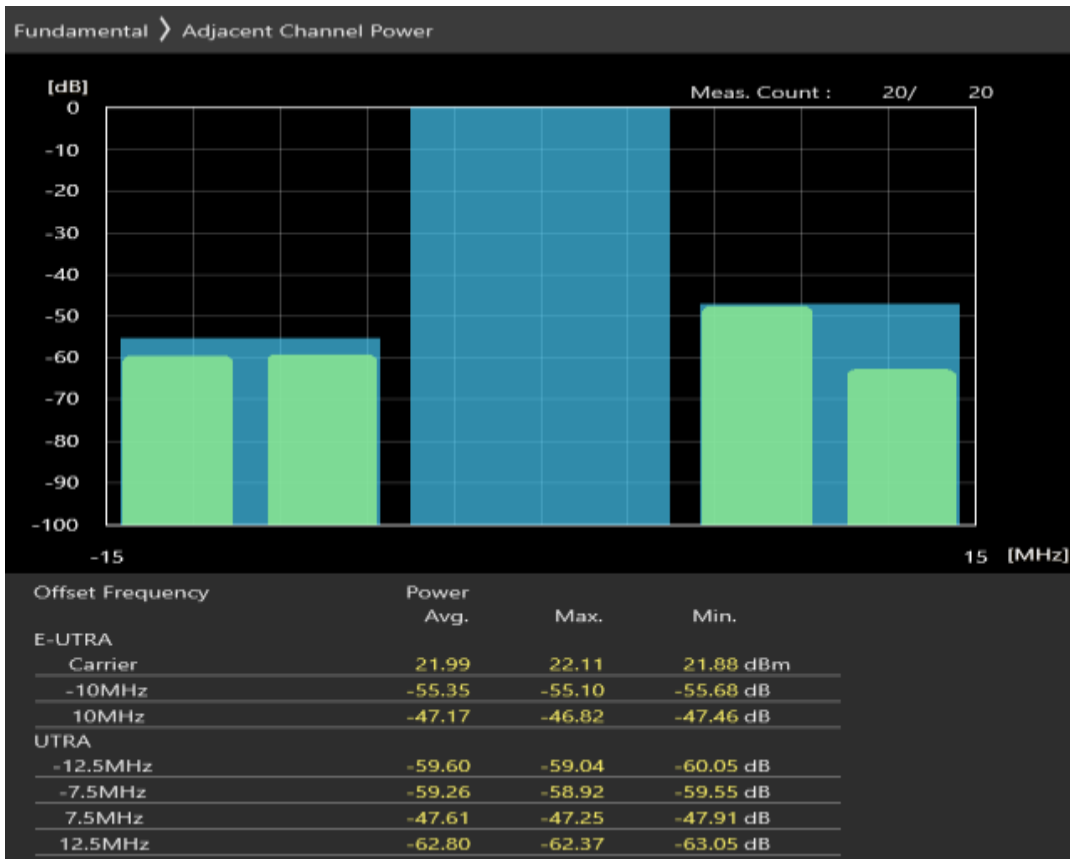 Fundamental 〉 Adjacent Channel Power
[dB]
Meas. Count : 20/ 20
0
-10
-20
-30
-40
-50
-60
-70
-80
-90
-100
-15 15 [MHz]
Offset Frequency Power
Avg. Max. Min.
E-UTRA
Carrier 21.99 22.11 21.88 dBm
-10MHz -55.35 -55.10 -55.68 dB
10MHz -47.17 -46.82 -47.46 dB
UTRA
-12.5MHz -59.60 -59.04 -60.05 dB
-7.5MHz -59.26 -58.92 -59.55 dB
7.5MHz -47.61 -47.25 -47.91 dB
12.5MHz -62.80 -62.37 -63.05 dB